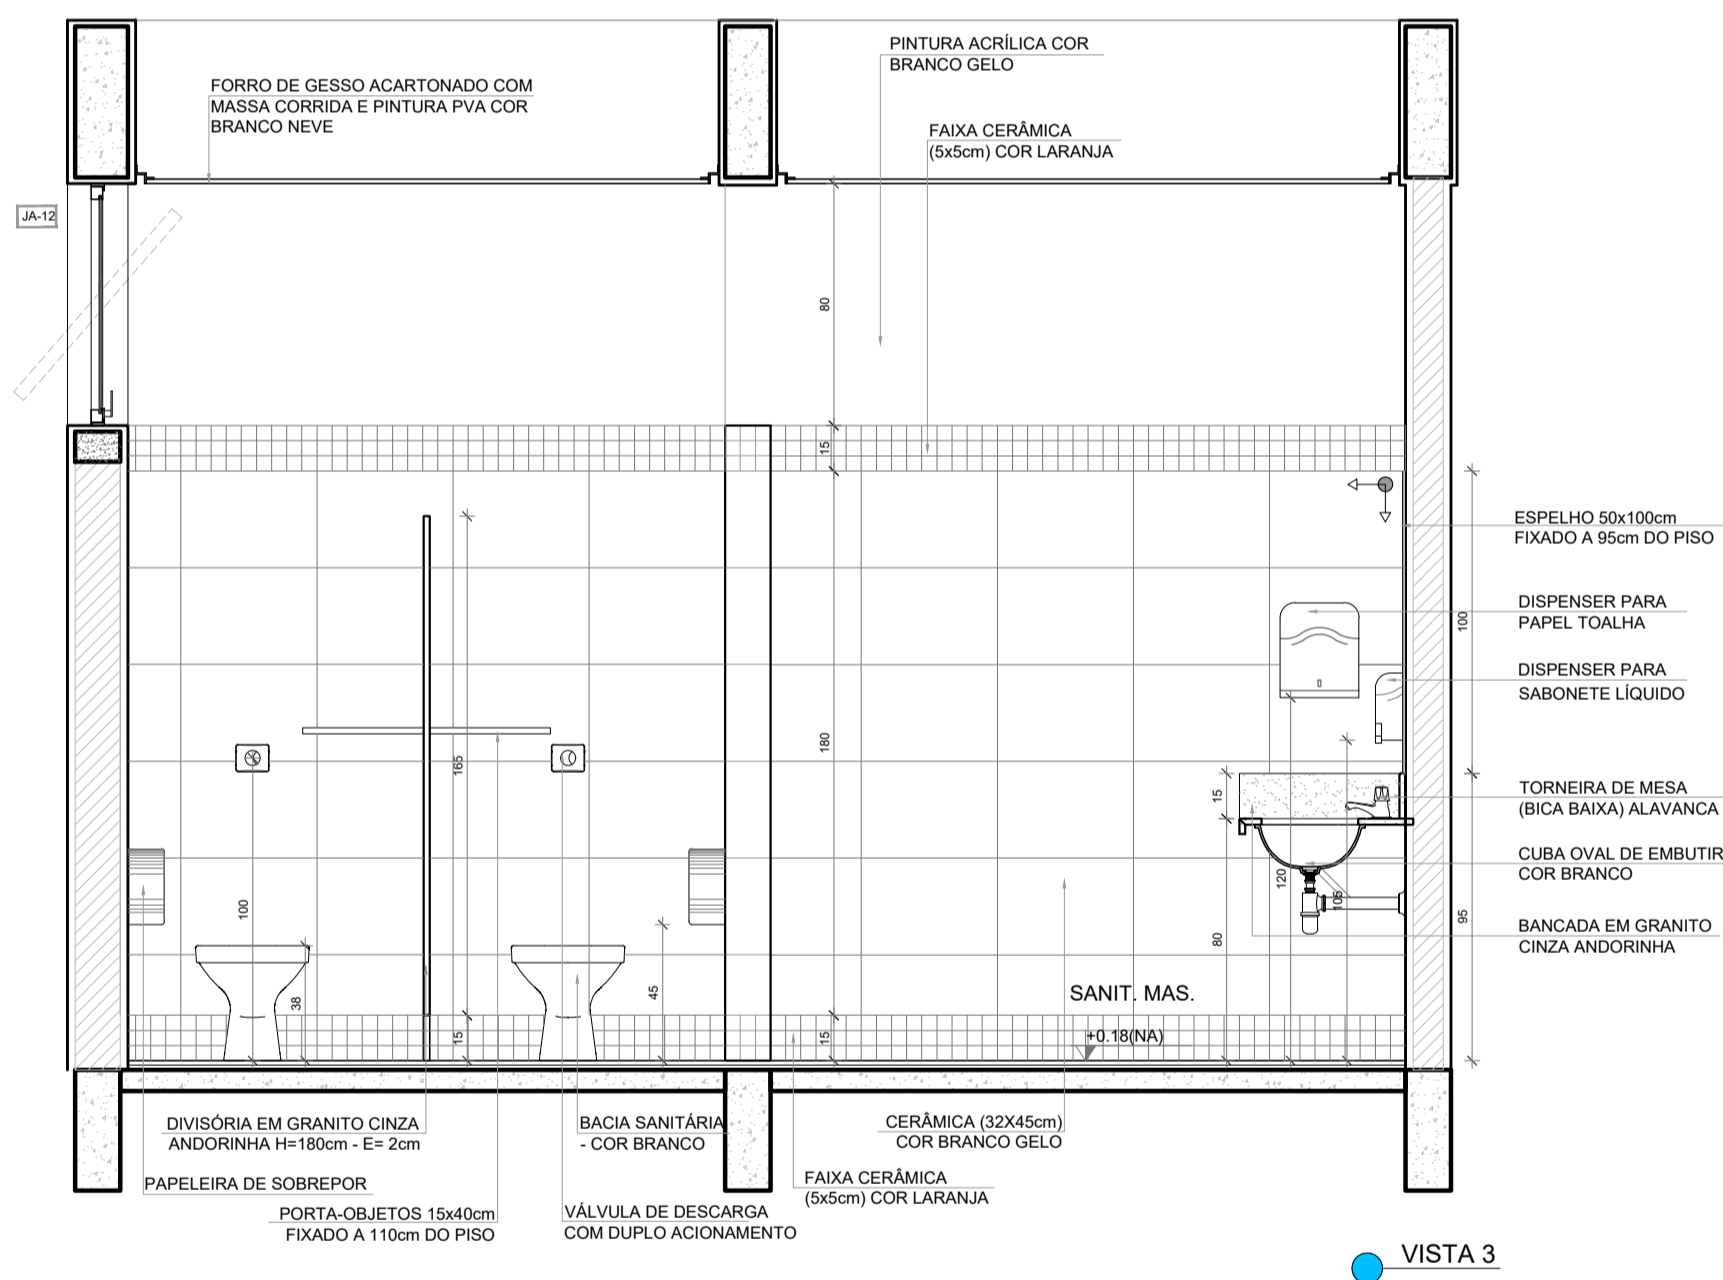 PINTURA ACRÍLICA COR
BRANCO GELO
FORRO DE GESSO ACARTONADO COM
MASSA CORRIDA E PINTURA PVA COR
BRANCO NEVE
FAIXA CERÂMICA
(5x5cm) COR LARANJA
JA-12
80
15
ESPELHO 50x100cm
FIXADO A 95cm DO PISO
DISPENSER PARA
PAPEL TOALHA
100
DISPENSER PARA
SABONETE LÍQUIDO
165
180
15
TORNEIRA DE MESA
(BICA BAIXA) ALAVANCA
CUBA OVAL DE EMBUTIR
COR BRANCO
120
105
100
95
BANCADA EM GRANITO
CINZA ANDORINHA
80
38
45
SANIT. MAS.
+0.18(NA)
15
15
DIVISÓRIA EM GRANITO CINZA
ANDORINHA H=180cm - E= 2cm
BACIA SANITÁRIA
- COR BRANCO
CERÂMICA (32X45cm)
COR BRANCO GELO
PAPELEIRA DE SOBREPOR
FAIXA CERÂMICA
(5x5cm) COR LARANJA
PORTA-OBJETOS 15x40cm
FIXADO A 110cm DO PISO
VÁLVULA DE DESCARGA
COM DUPLO ACIONAMENTO
VISTA 3